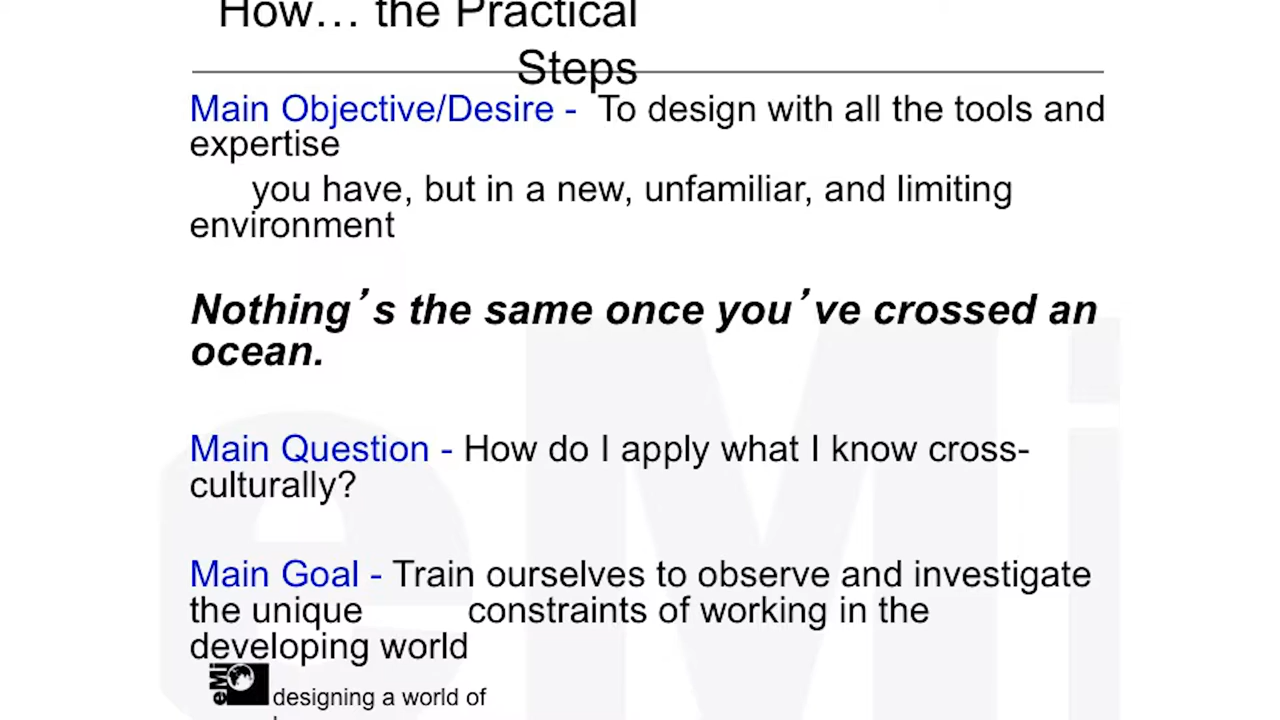 How… the Practical
Steps
Main Objective/Desire - To design with all the tools and
expertise
you have, but in a new, unfamiliar, and limiting
environment
Nothing's the same once you've crossed an
ocean.
Main Question - How do I apply what I know cross-
culturally?
Main Goal - Train ourselves to observe and investigate
the unique constraints of working in the
developing world
eMi
designing a world of
eMi